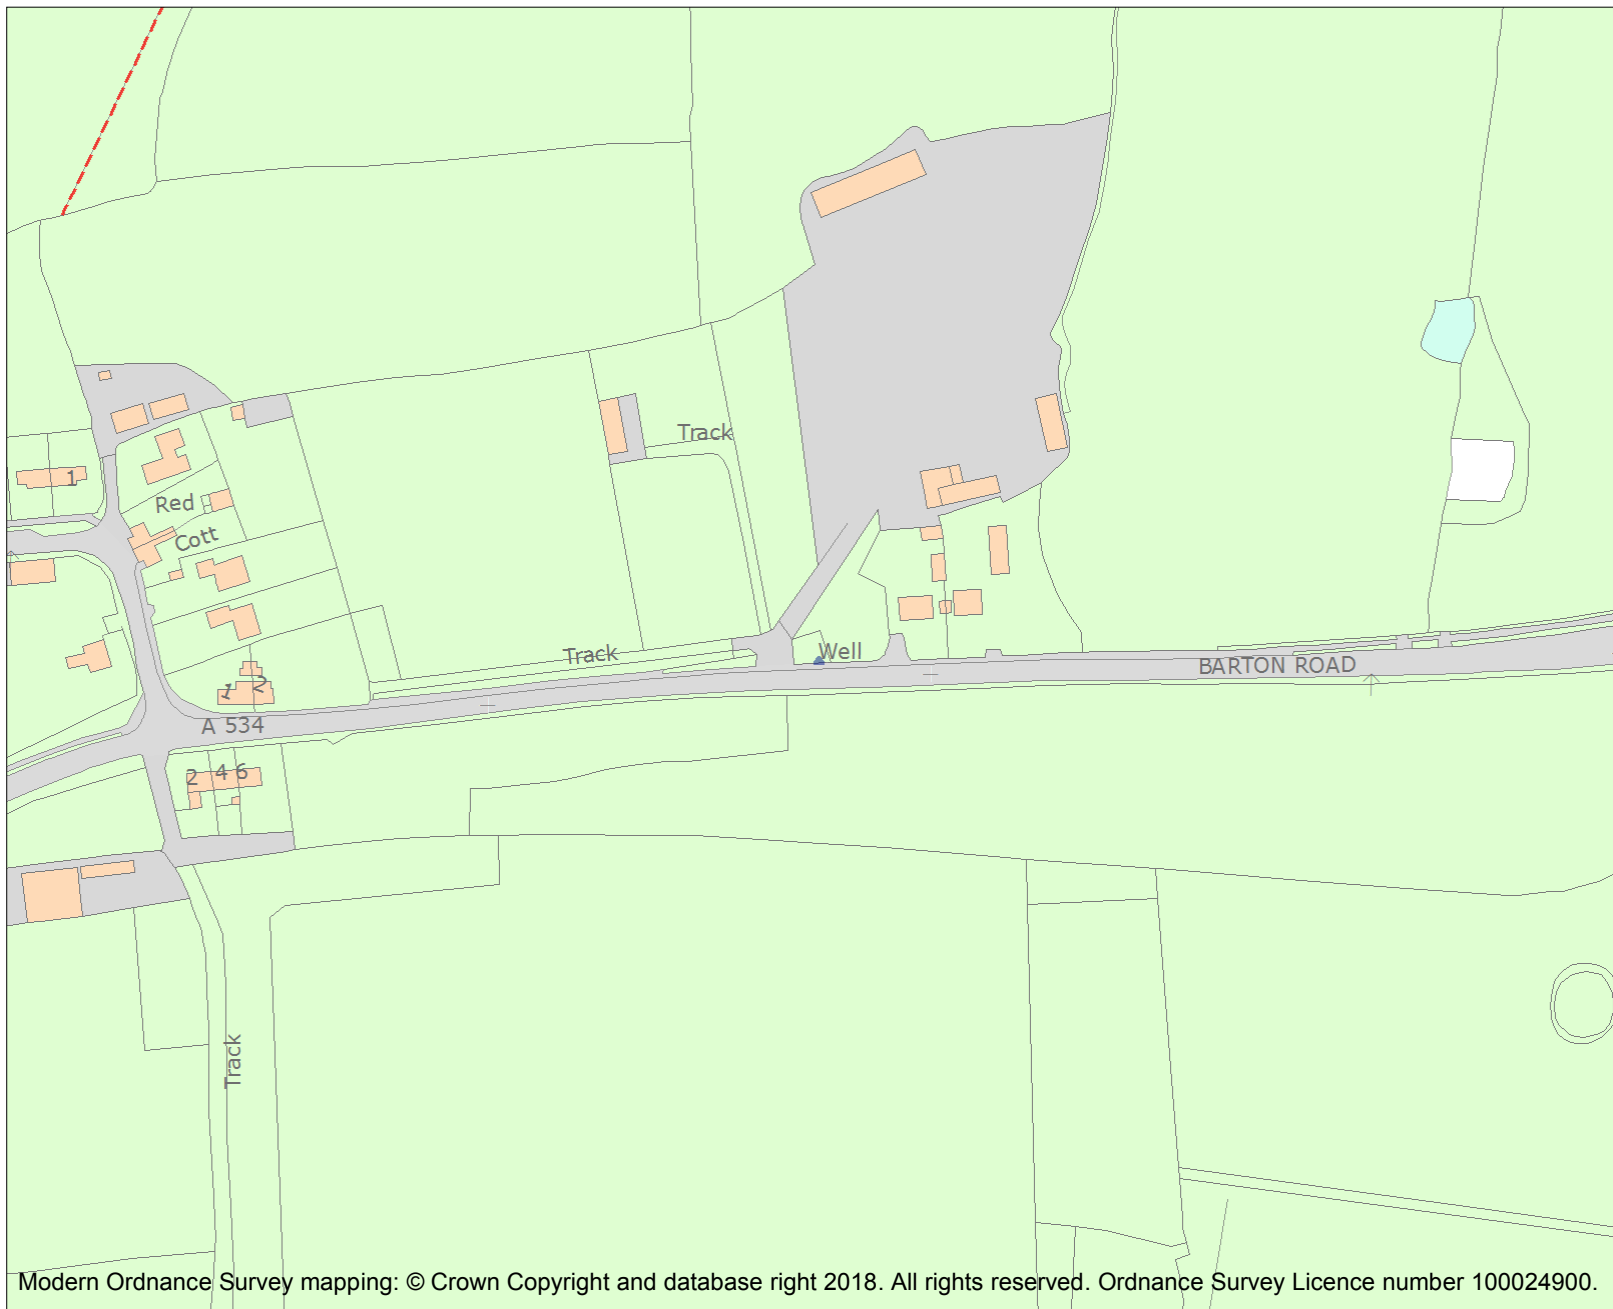 Track
1
Red
Cott
Track
Well
BARTON ROAD
1 2
A 534
2 4 6
Track
Modern Ordnance Survey mapping: © Crown Copyright and database right 2018. All rights reserved. Ordnance Survey Licence number 100024900.